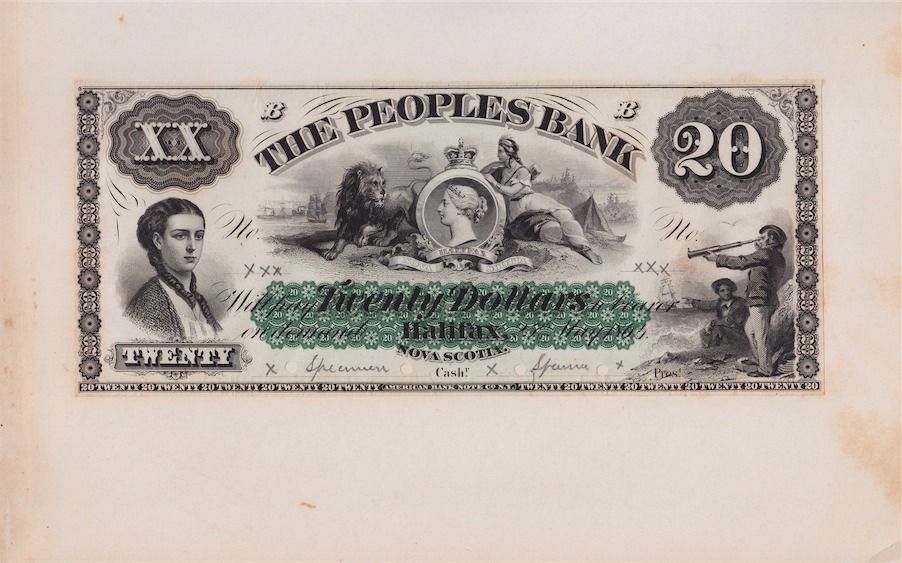 B B
THE PEOPLES BANK
XX 20
No. No.
HALIFAX
XXX XXX
Twenty Dollars
on demand Halifax,
NOVA SCOTIA.
TWENTY
X Specimen Cash.r X X Pres.t
20 TWENTY 20 TWENTY 20 TWENTY 20 TWENTY 20 TWENTY 20 TWENTY AMERICAN BANK NOTE CO. N.Y. TWENTY 20 TWENTY 20 TWENTY 20 TWENTY 20 TWENTY 20 TWENTY 20